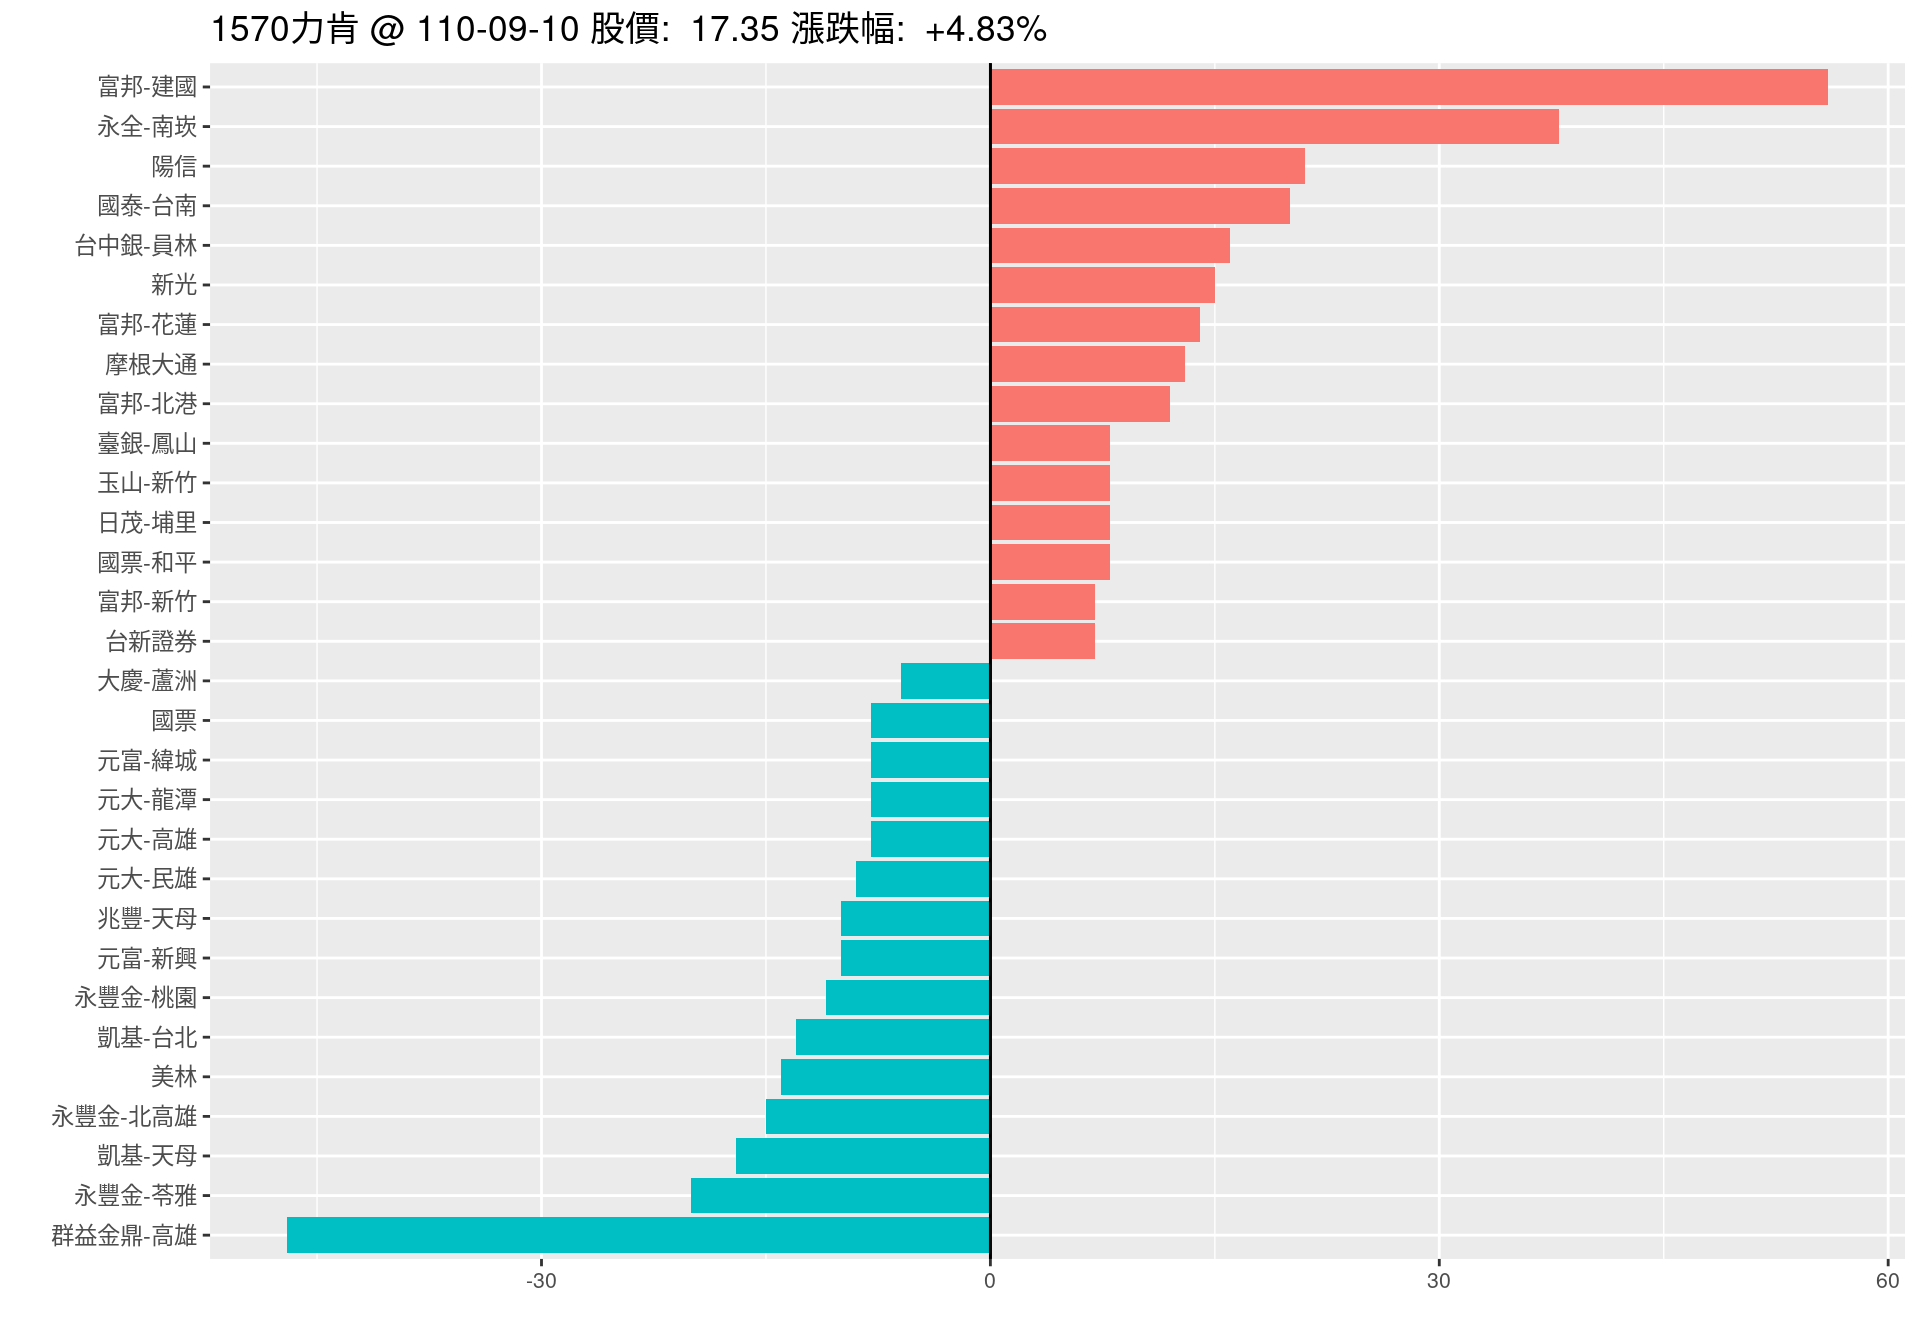 1570力肯 @ 110-09-10 股價: 17.35 漲跌幅: +4.83%
富邦-建國
永全-南崁
陽信
國泰-台南
台中銀-員林
新光
富邦-花蓮
摩根大通
富邦-北港
臺銀-鳳山
玉山-新竹
日茂-埔里
國票-和平
富邦-新竹
台新證券
大慶-蘆洲
國票
元富-緯城
元大-龍潭
元大-高雄
元大-民雄
兆豐-天母
元富-新興
永豐金-桃園
凱基-台北
美林
永豐金-北高雄
凱基-天母
永豐金-苓雅
群益金鼎-高雄
-30 0 30 60